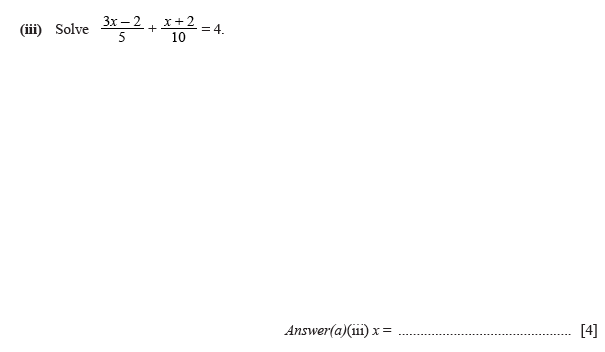 (iii) Solve (3x – 2)/5 + (x + 2)/10 = 4.
Answer(a)(iii) x = ............................................... [4]